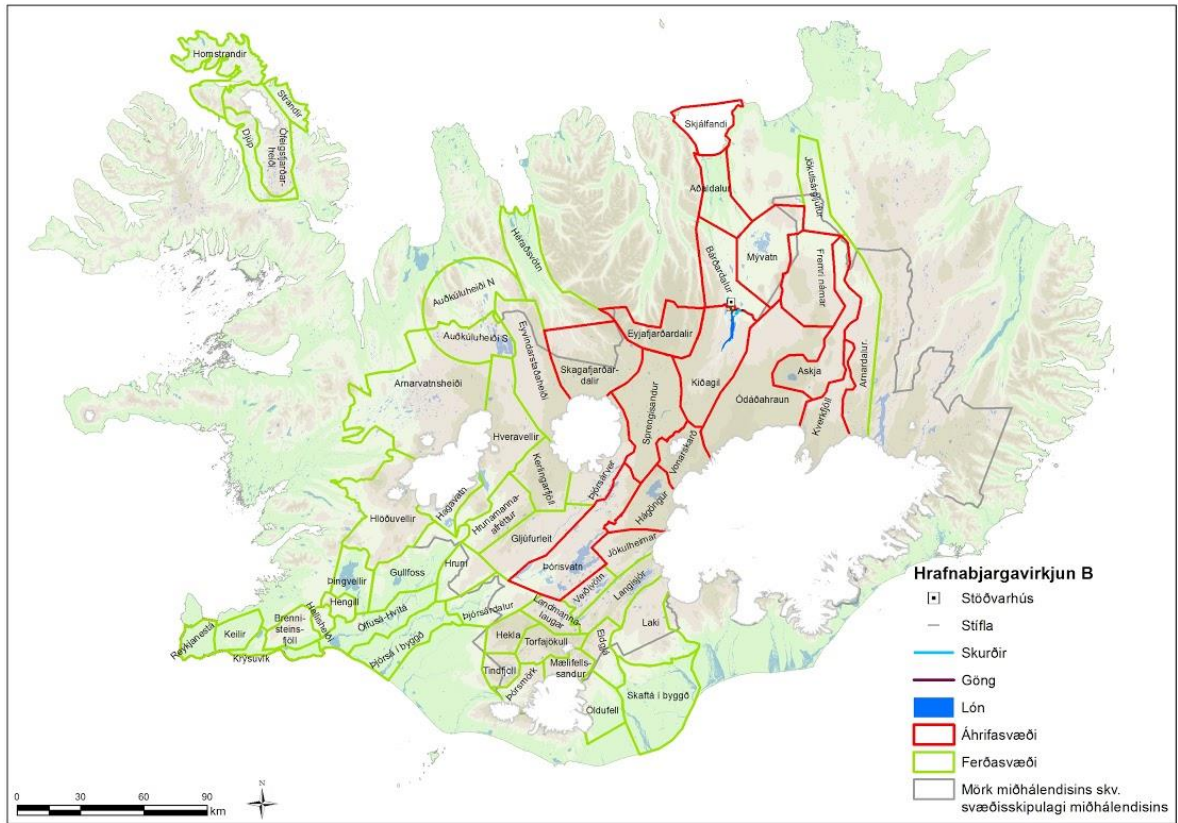 Hornstrandir
Strandir
Djúp
Ófeigsfjarðar-
heiði
Skjálfandi
Aðaldalur
Jökulsárgljúfur
Héraðsvötn
Bárðardalur
Mývatn
Fremri námar
Auðkúluheiði N
Auðkúluheiði S
Eyvindarstaðaheiði
Eyjafjarðardalir
Skagafjarðar-
dalir
Arnarvatnsheiði
Sprengisandur
Kiðagil
Askja
Arnardalur
Ódáðahraun
Kverkfjöll
Hveravellir
Vonarskarð
Kerlingarfjöll
Þjórsárver
Hágöngur
Hagavatn
Hrunamanna-
afréttur
Hlöðuvellir
Gljúfurleit
Jökulheimar
Þórisvatn
Þingvellir
Gullfoss
Hruni
Veiðivötn
Langisjór
Hengill
Ölfusá-Hvítá
Þjórsárdalur
Landmanna-
laugar
Reykjanestá
Keilir
Brenni-
steins-
fjöll
Hellisheiði
Krýsuvík
Þjórsá í byggð
Hekla
Torfajökull
Eldgjá
Laki
Tindfjöll
Mælifells-
sandur
Þórsmörk
Öldufell
Skaftá í byggð
Hrafnabjargavirkjun B
Stöðvarhús
Stífla
Skurðir
Göng
Lón
Áhrifasvæði
Ferðasvæði
Mörk miðhálendisins skv.
svæðisskipulagi miðhálendisins
0 30 60 90
km
N